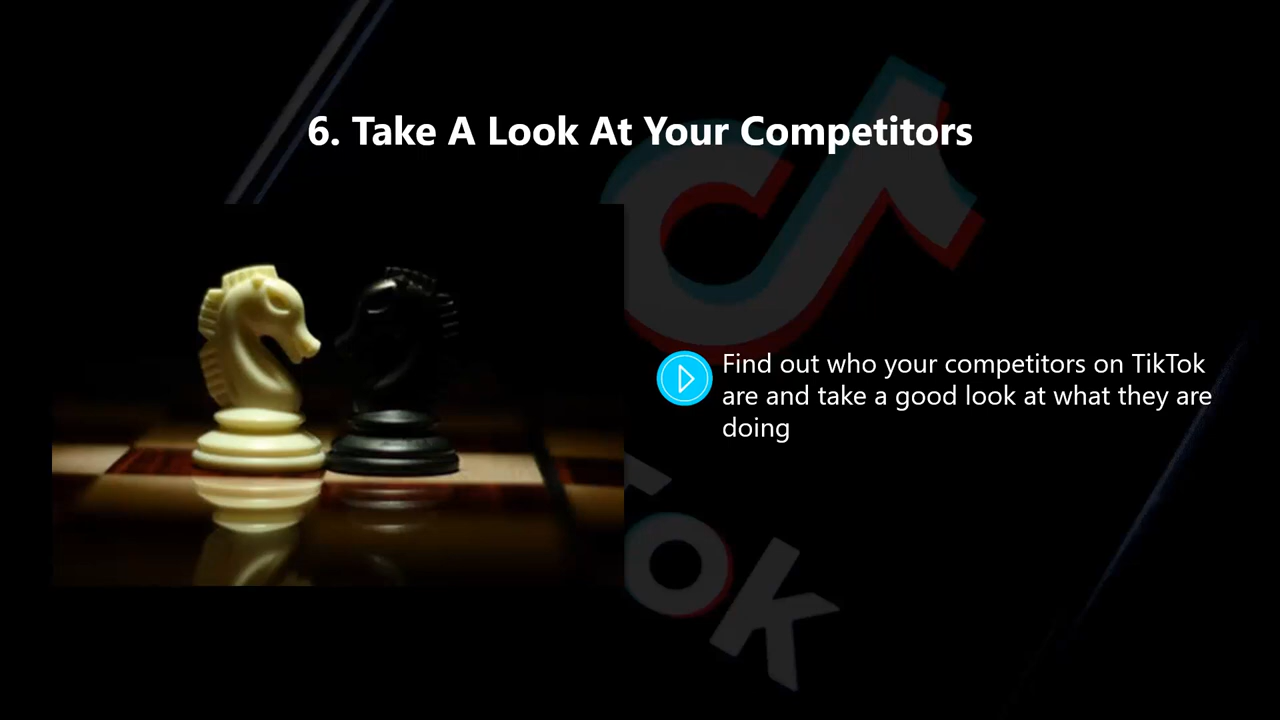 6. Take A Look At Your Competitors
Find out who your competitors on TikTok
are and take a good look at what they are
doing
Tok